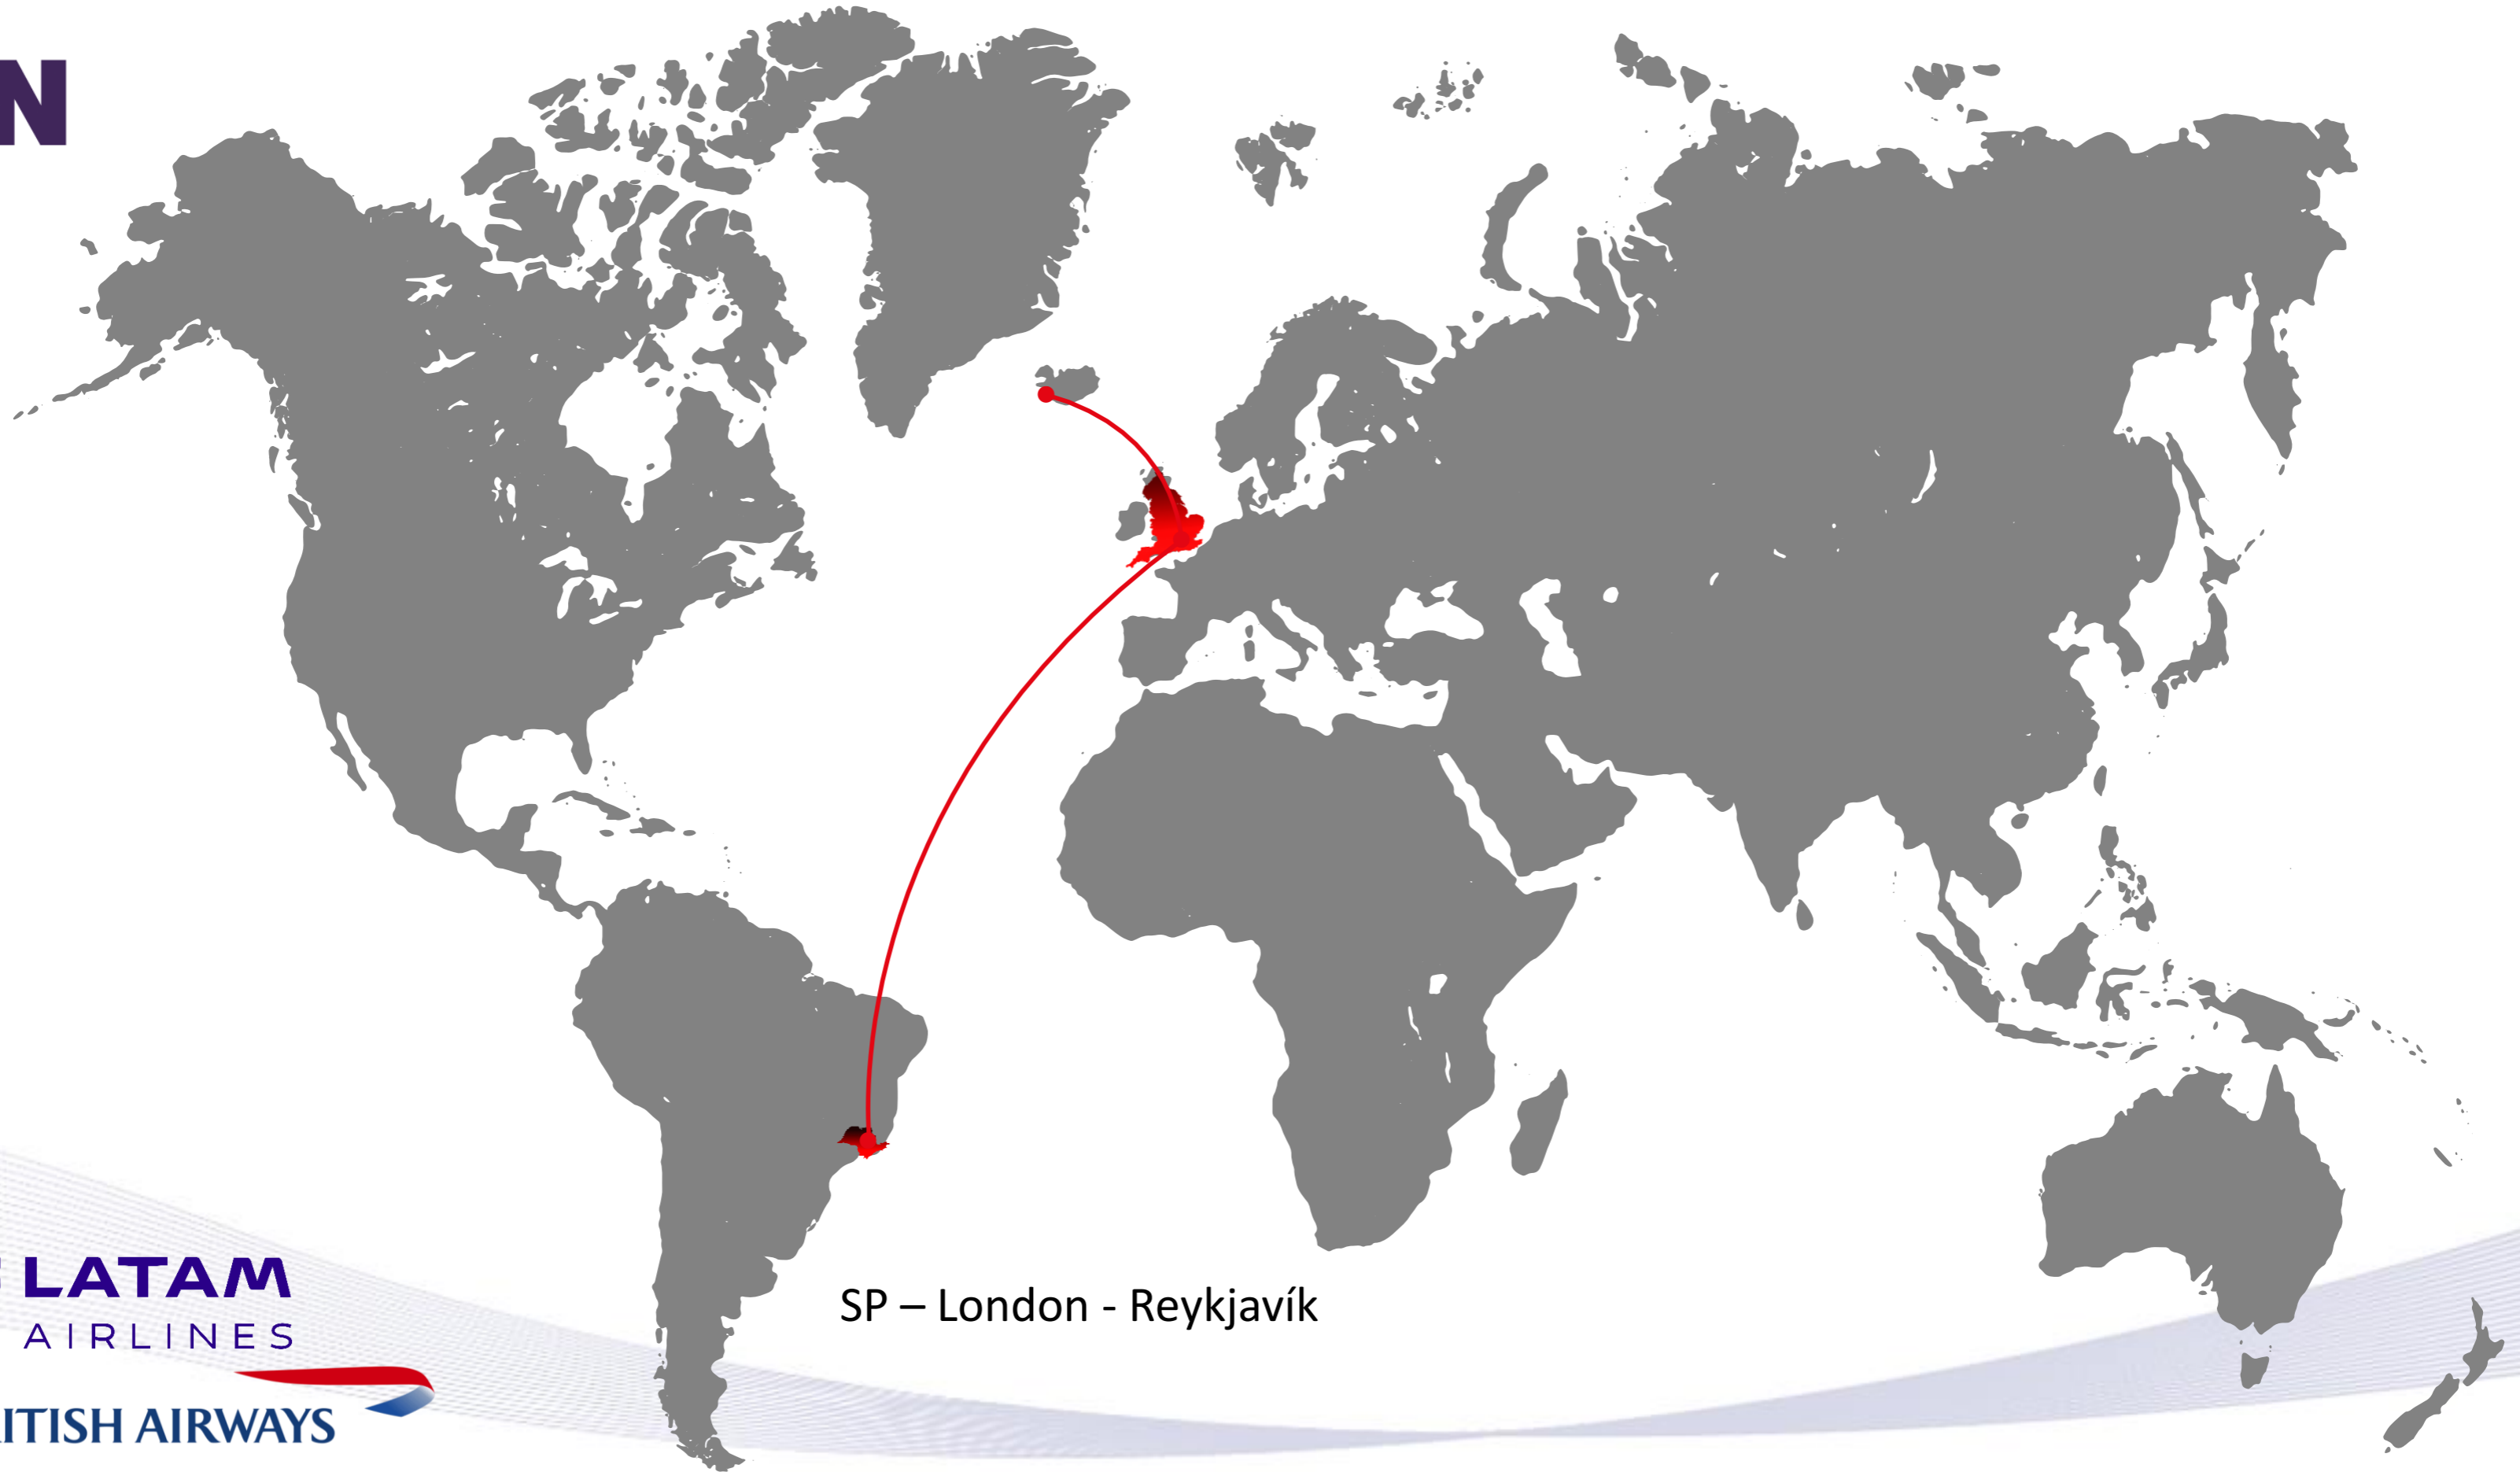 N
LATAM
AIRLINES
SP – London - Reykjavík
ITISH AIRWAYS